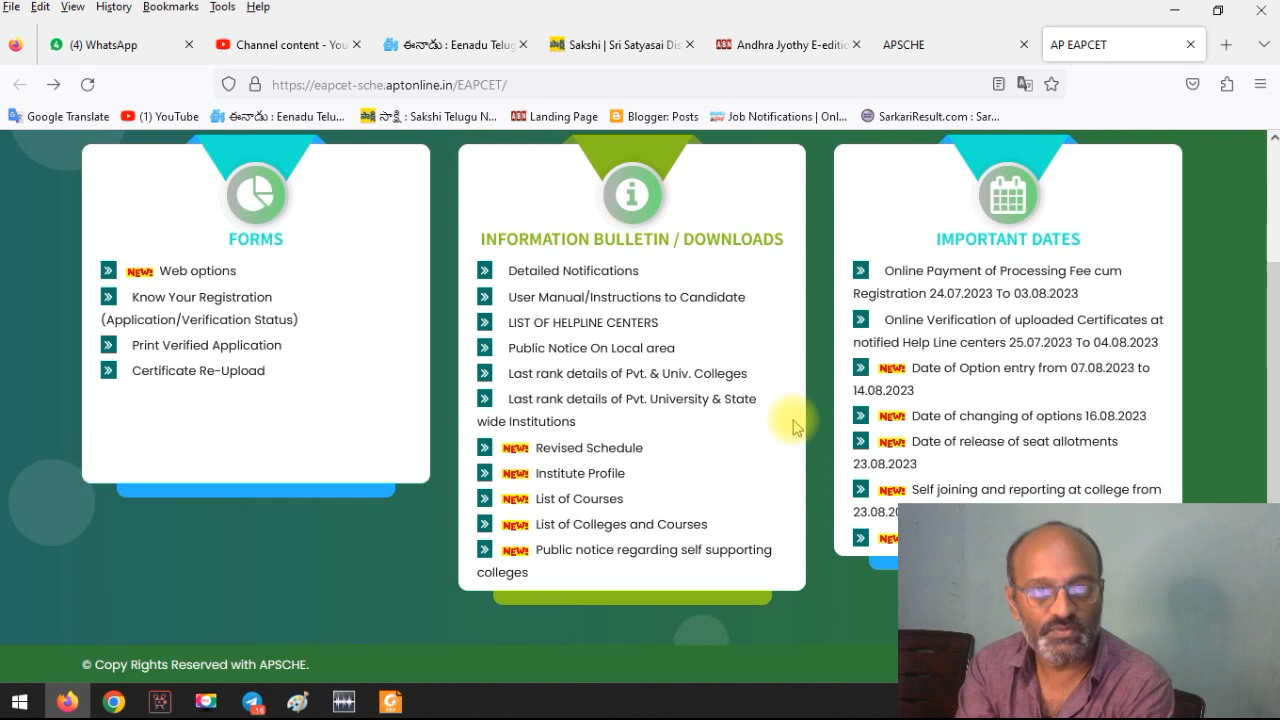 File Edit View History Bookmarks Tools Help
(4) WhatsApp
Channel content - You
ఈనాడు : Eenadu Telug
Sakshi | Sri Satyasai Dis
Andhra Jyothy E-editic
APSCHE
AP EAPCET
https://eapcet-sche.aptonline.in/EAPCET/
Google Translate
(1) YouTube
ఈనాడు : Eenadu Telu...
సాక్షి : Sakshi Telugu N...
ABN
Landing Page
Blogger: Posts
Job Notifications | Onl...
SarkariResult.com : Sar...
FORMS
NEW! Web options
Know Your Registration
(Application/Verification Status)
Print Verified Application
Certificate Re-Upload
INFORMATION BULLETIN / DOWNLOADS
Detailed Notifications
User Manual/Instructions to Candidate
LIST OF HELPLINE CENTERS
Public Notice On Local area
Last rank details of Pvt. & Univ. Colleges
Last rank details of Pvt. University & State
wide Institutions
NEW! Revised Schedule
NEW! Institute Profile
NEW! List of Courses
NEW! List of Colleges and Courses
NEW! Public notice regarding self supporting
colleges
IMPORTANT DATES
Online Payment of Processing Fee cum
Registration 24.07.2023 To 03.08.2023
Online Verification of uploaded Certificates at
notified Help Line centers 25.07.2023 To 04.08.2023
NEW! Date of Option entry from 07.08.2023 to
14.08.2023
NEW! Date of changing of options 16.08.2023
NEW! Date of release of seat allotments
23.08.2023
NEW! Self joining and reporting at college from
23.08.20
© Copy Rights Reserved with APSCHE.
16